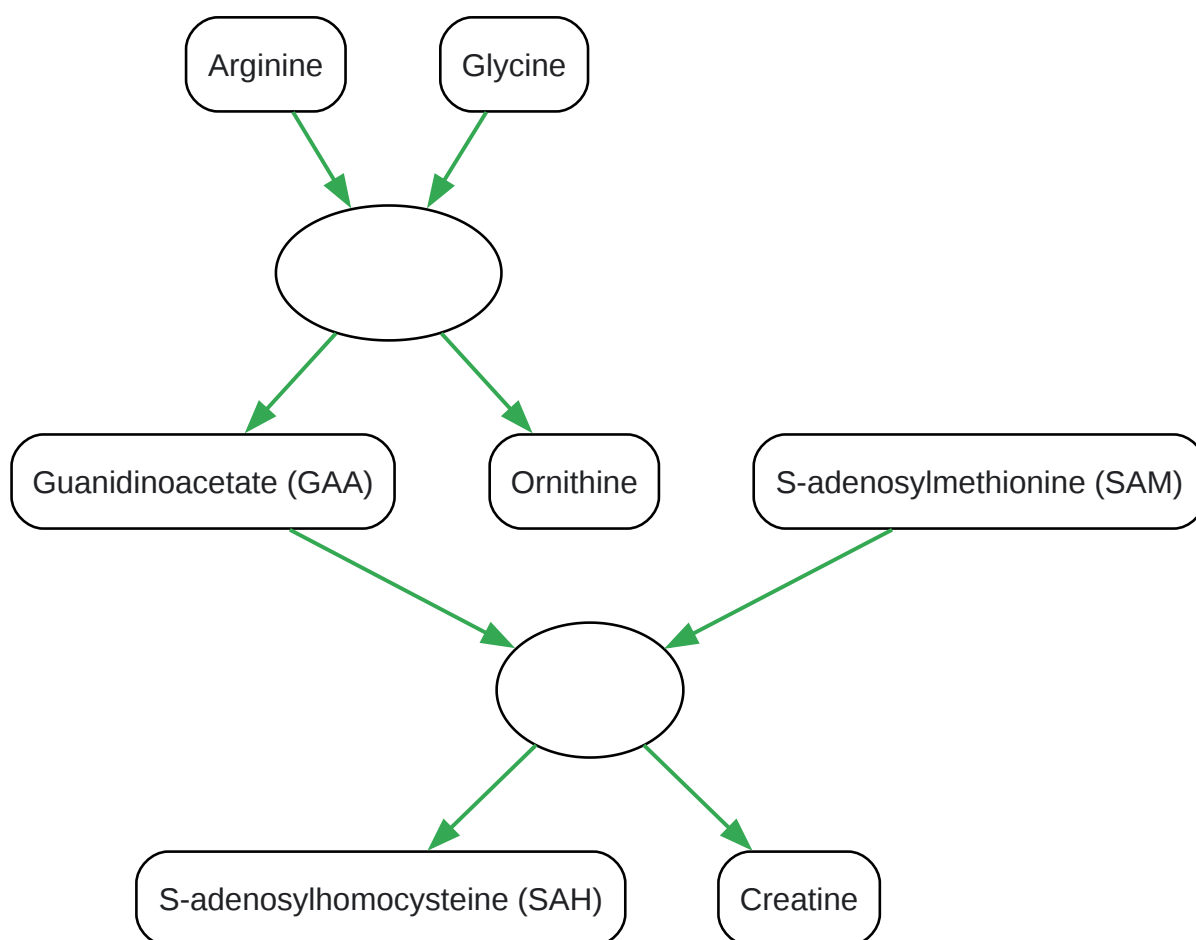 Arginine
Glycine
Guanidinoacetate (GAA)
Ornithine
S-adenosylmethionine (SAM)
S-adenosylhomocysteine (SAH)
Creatine